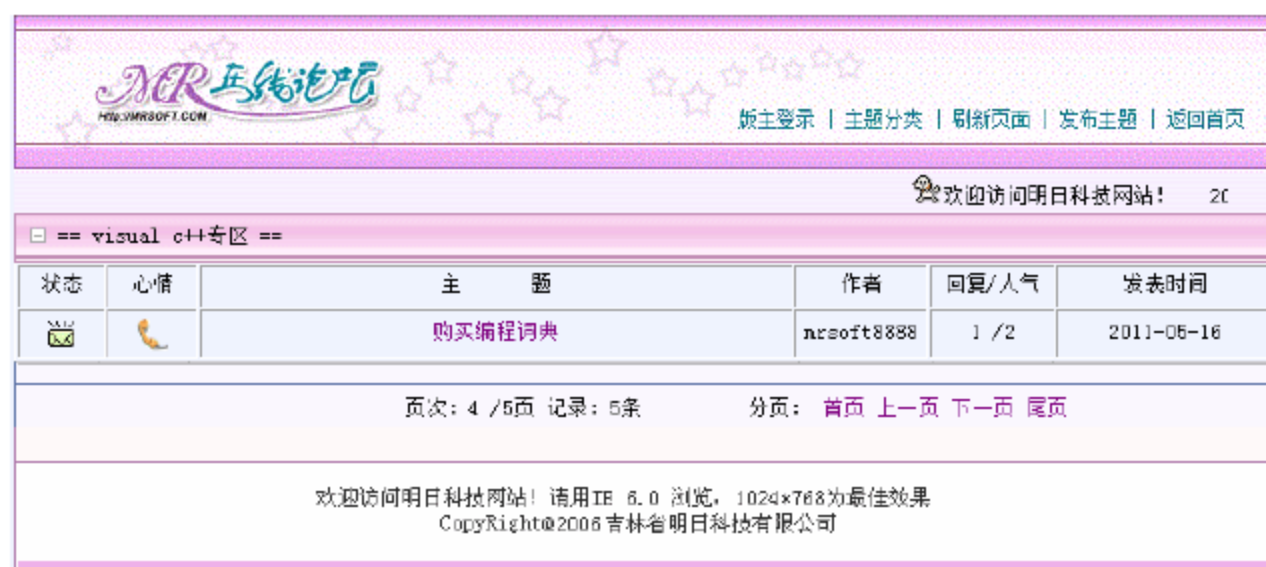 MR在线论坛
Http://MRSOFT.COM
版主登录 | 主题分类 | 刷新页面 | 发布主题 | 返回首页
欢迎访问明日科技网站! 20
== visual c++专区 ==
状态 心情 主 题 作者 回复/人气 发表时间
购买编程词典 mrsoft8888 1 /2 2011-05-16
页次:4 /5页 记录:5条 分页: 首页 上一页 下一页 尾页
欢迎访问明日科技网站!请用IE 6.0 浏览,1024×768为最佳效果
CopyRight@2006吉林省明日科技有限公司